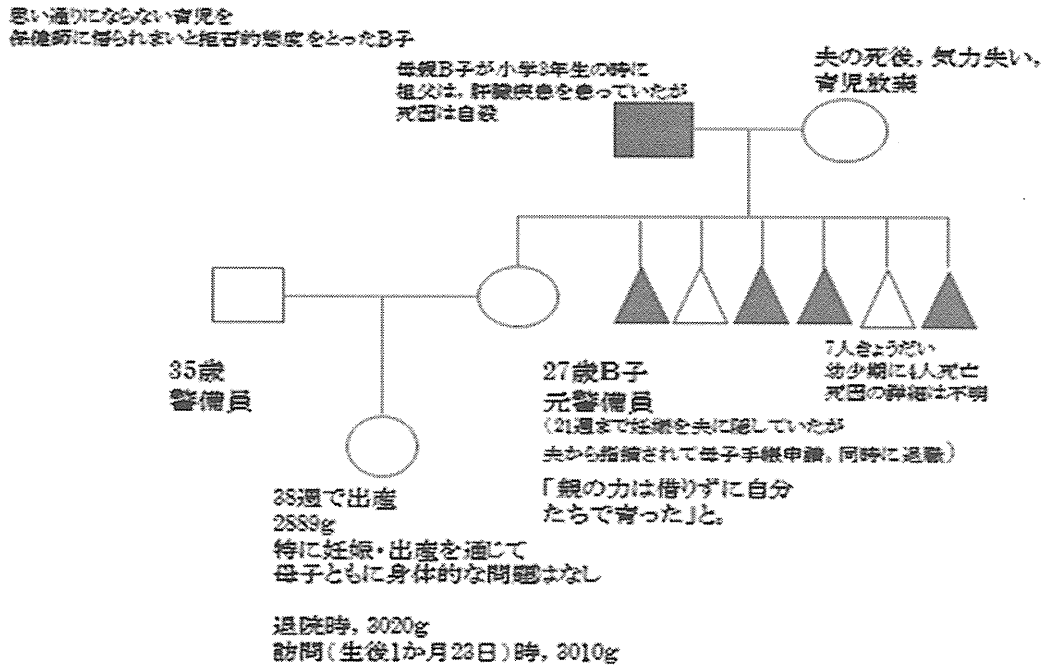 思い通りにならない育児を
保健師に悟られまいと拒否的態度をとったB子
母親B子が小学3年生の時に
祖父は，肝臓疾患を患っていたが
死因は自殺
夫の死後，気力失い，
育児放棄
35歳
警備員
27歳B子
元警備員
（21週まで妊娠を夫に隠していたが
夫から指摘されて母子手帳申請，同時に退職）
「親の力は借りずに自分
たちで育った」と。
7人きょうだい
幼少期に4人死亡
死因の詳細は不明
38週で出産
2889g
特に妊娠・出産を通じて
母子ともに身体的な問題はなし
退院時，3020g
訪問（生後1か月23日）時，3010g